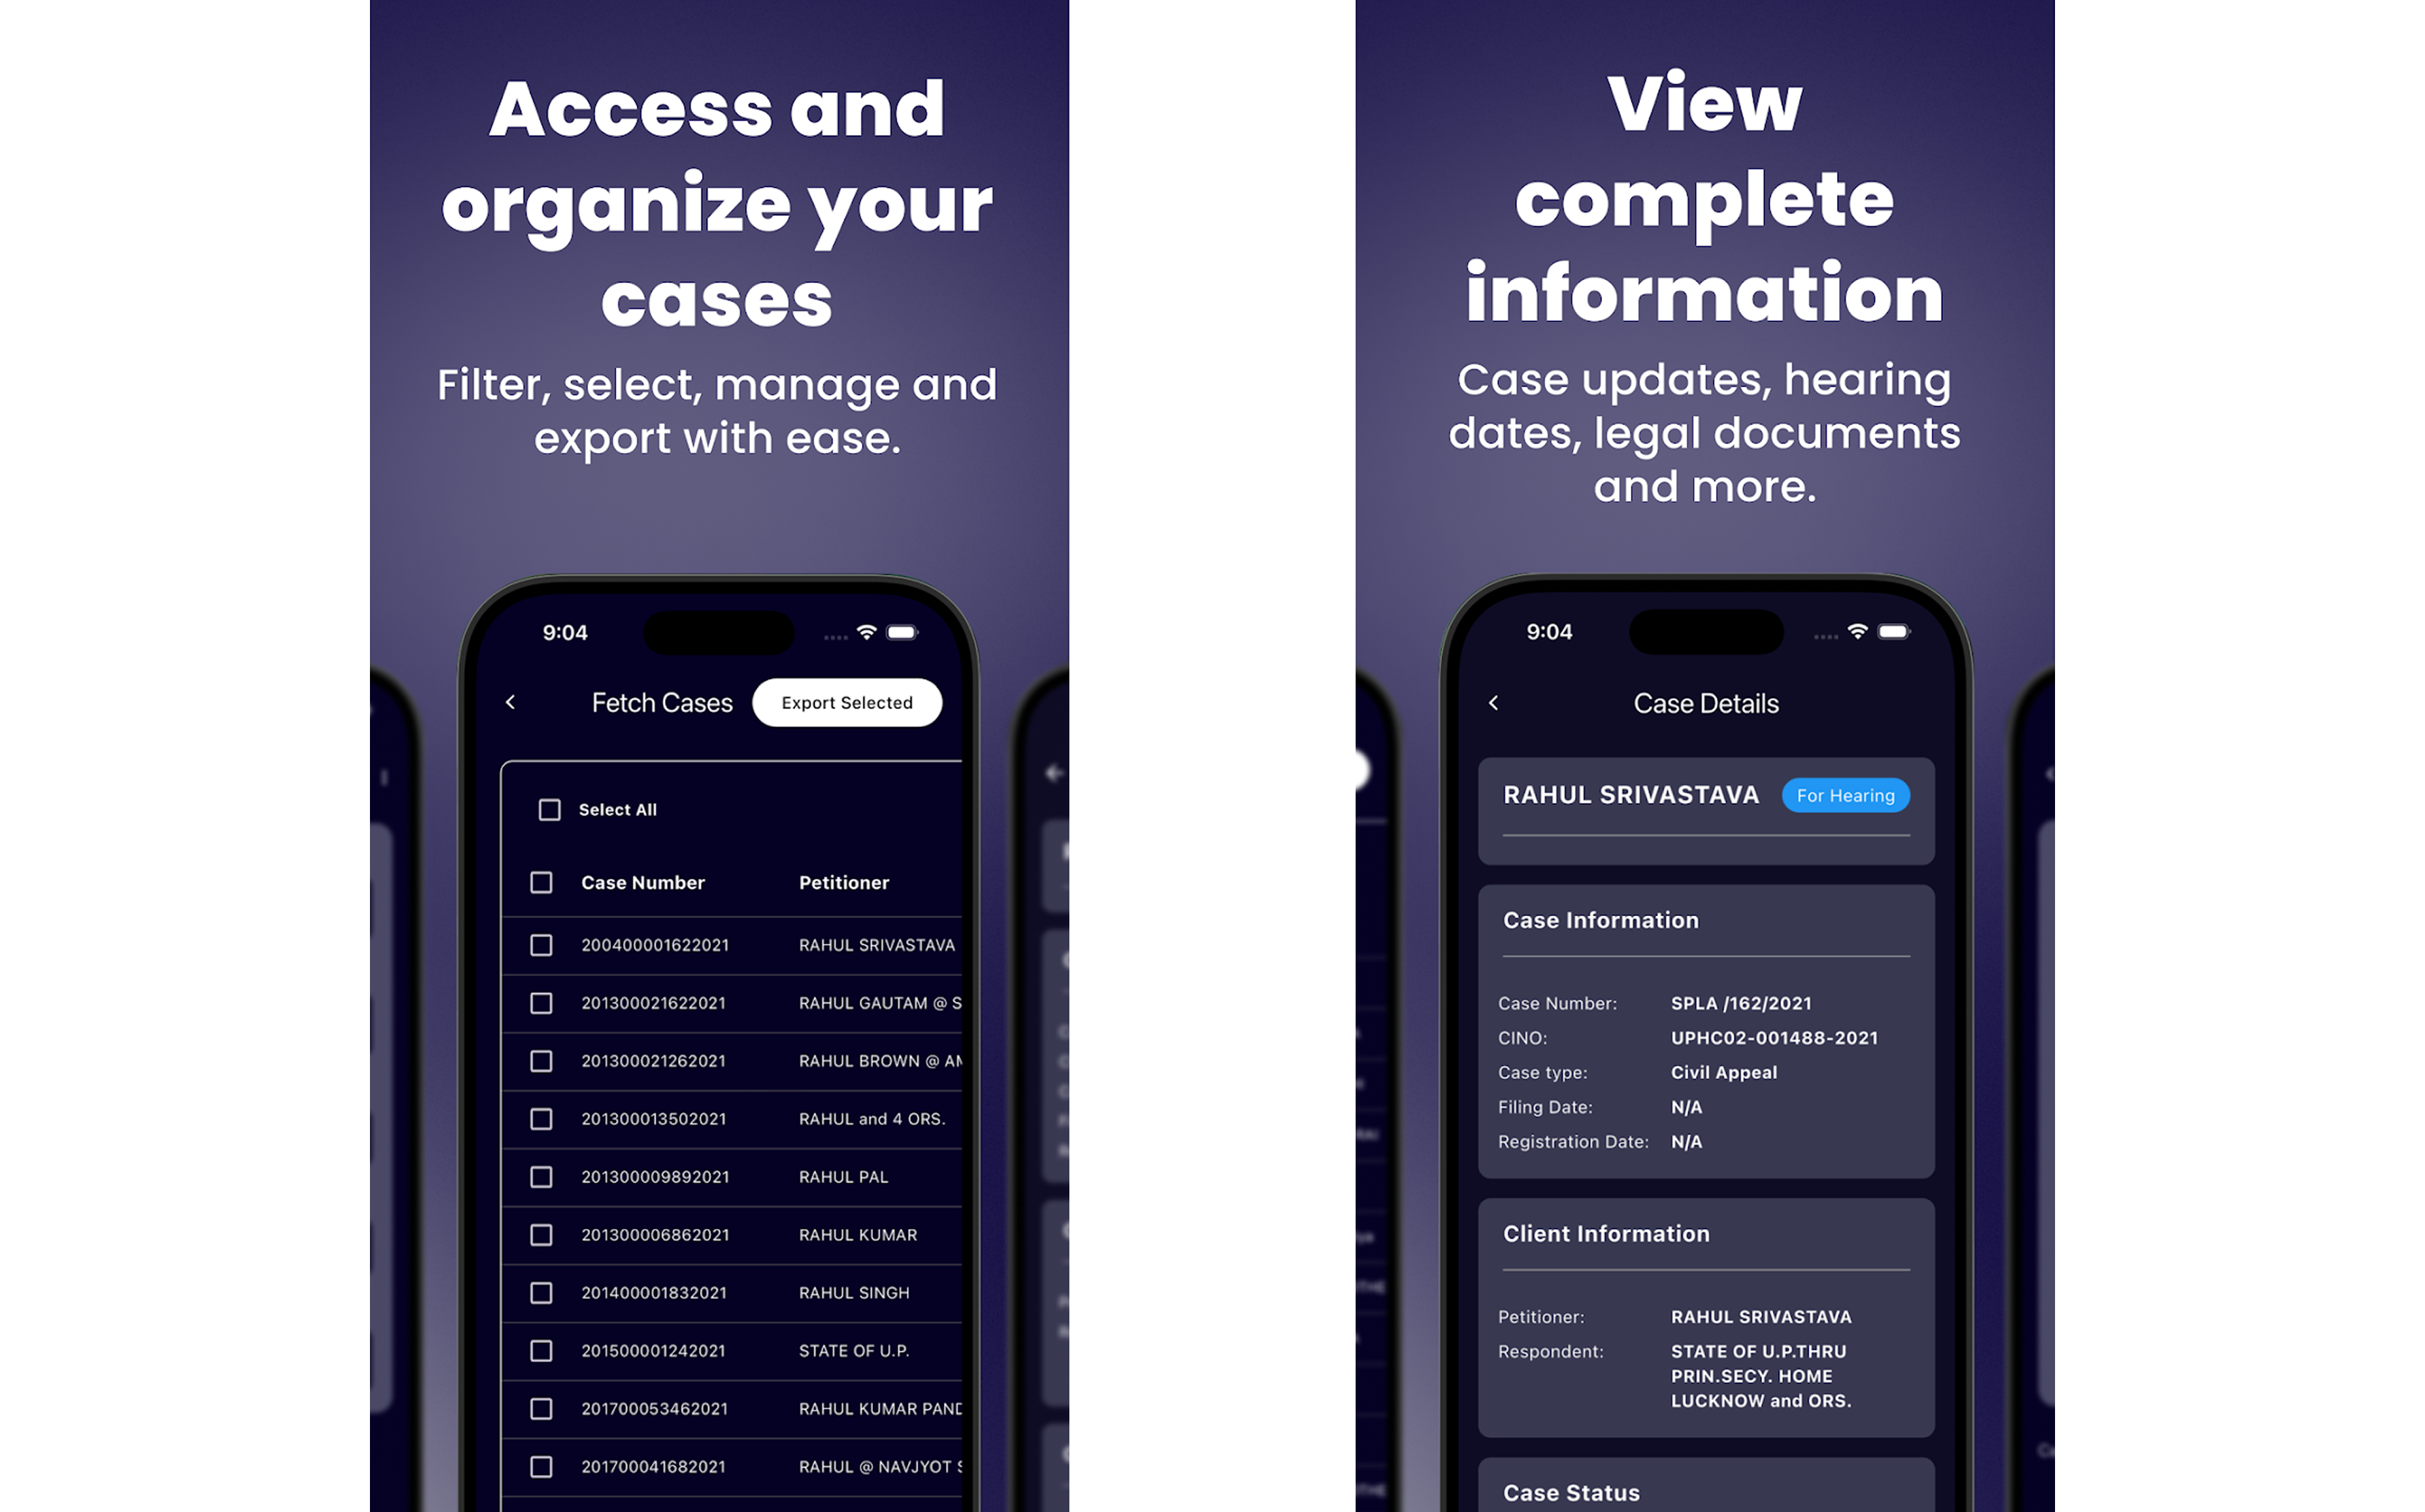 Access and
organize your
cases
Filter, select, manage and
export with ease.
9:04
Fetch Cases
Export Selected
Select All
Case Number Petitioner
200400001622021 RAHUL SRIVASTAVA
201300021622021 RAHUL GAUTAM @ S
201300021262021 RAHUL BROWN @
201300013502021 RAHUL and 4 ORS.
201300009892021 RAHUL PAL
201300006862021 RAHUL KUMAR
201400001832021 RAHUL SINGH
201500001242021 STATE OF U.P.
201700053462021 RAHUL KUMAR
201700041682021 RAHUL @ NAVJYOT
View
complete
information
Case updates, hearing
dates, legal documents
and more.
9:04
Case Details
RAHUL SRIVASTAVA For Hearing
Case Information
Case Number: SPLA /162/2021
CINO: UPHC02-001488-2021
Case type: Civil Appeal
Filing Date: N/A
Registration Date: N/A
Client Information
Petitioner: RAHUL SRIVASTAVA
Respondent: STATE OF U.P.THRU
PRIN.SECY. HOME
LUCKNOW and ORS.
Case Status